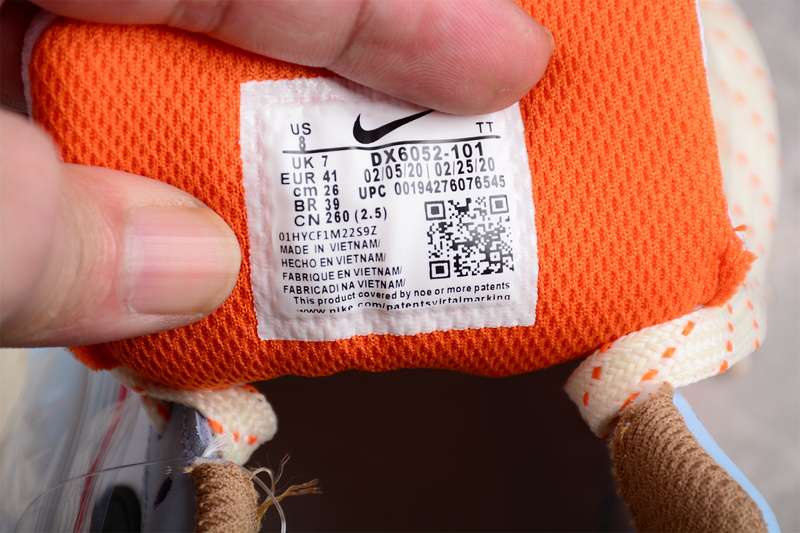 US
8
TT
UK 7
DX6052-101
EUR 41
02/05/20 | 02/25/20
cm 26
UPC 00194276076545
BR 39
CN 260 (2.5)
01HYCF1M22S9Z
MADE IN VIETNAM/
HECHO EN VIETNAM/
FABRIQUE EN VIETNAM/
FABRICADI NA VIETNAM/
This product covered by noe or more patents
www.nike.com/patentsvirtalmarking